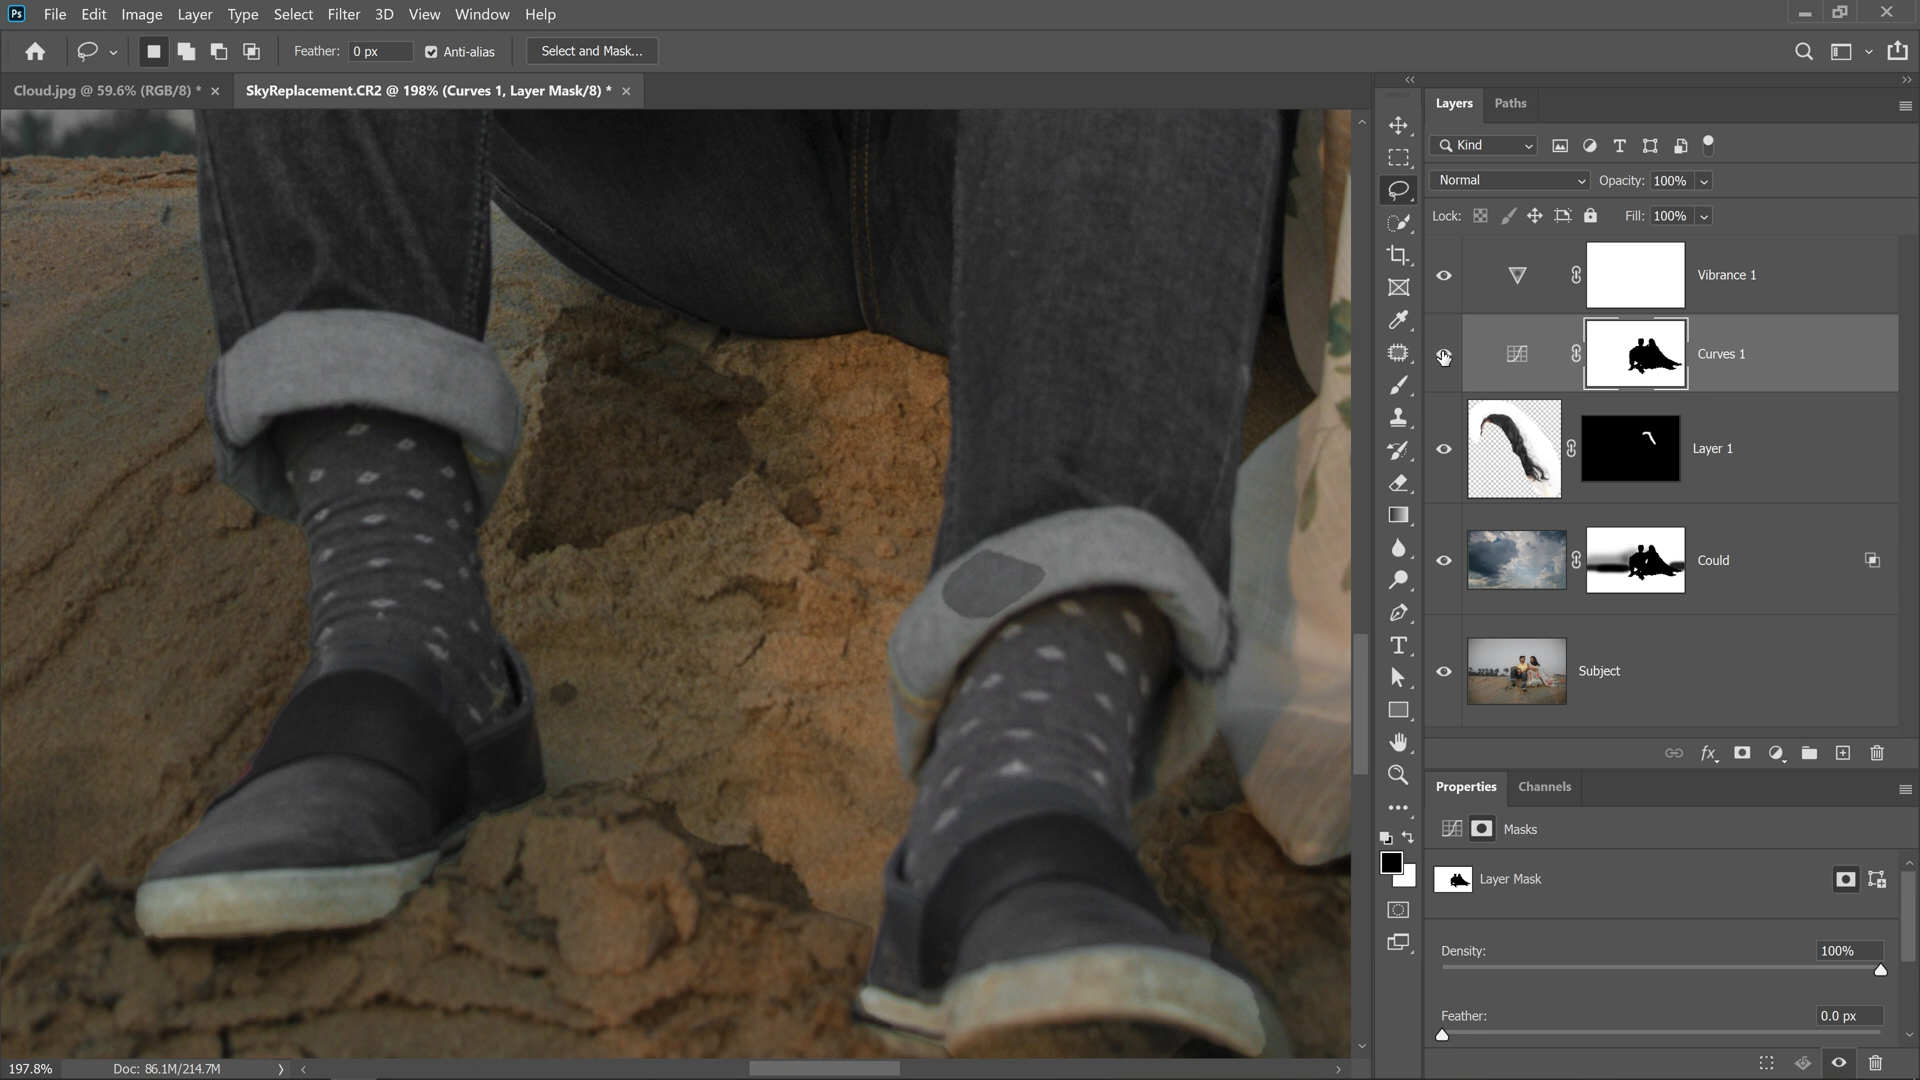 Ps File Edit Image Layer Type Select Filter 3D View Window Help
Feather: 0 px Anti-alias Select and Mask...
Cloud.jpg @ 59.6% (RGB/8) * × SkyReplacement.CR2 @ 198% (Curves 1, Layer Mask/8) * ×
Layers Paths
Kind
Normal Opacity: 100%
Lock: Fill: 100%
Vibrance 1
Curves 1
Layer 1
Could
Subject
fx
Properties Channels
Masks
Layer Mask
Density: 100%
Feather: 0.0 px
197.8% Doc: 86.1M/214.7M